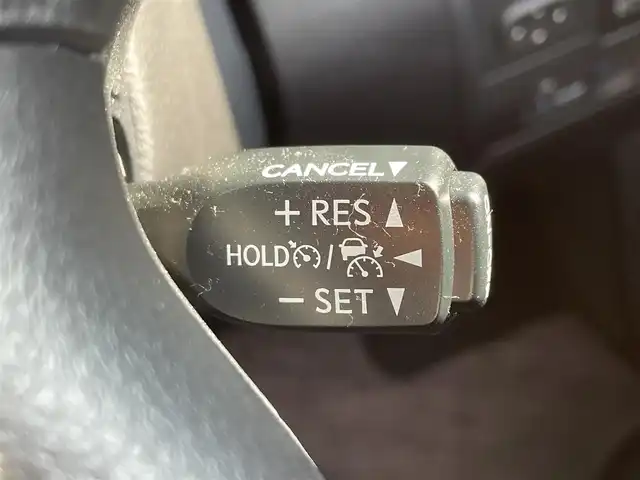 CANCEL▼
+ RES ▲
HOLD / ◀
− SET ▼